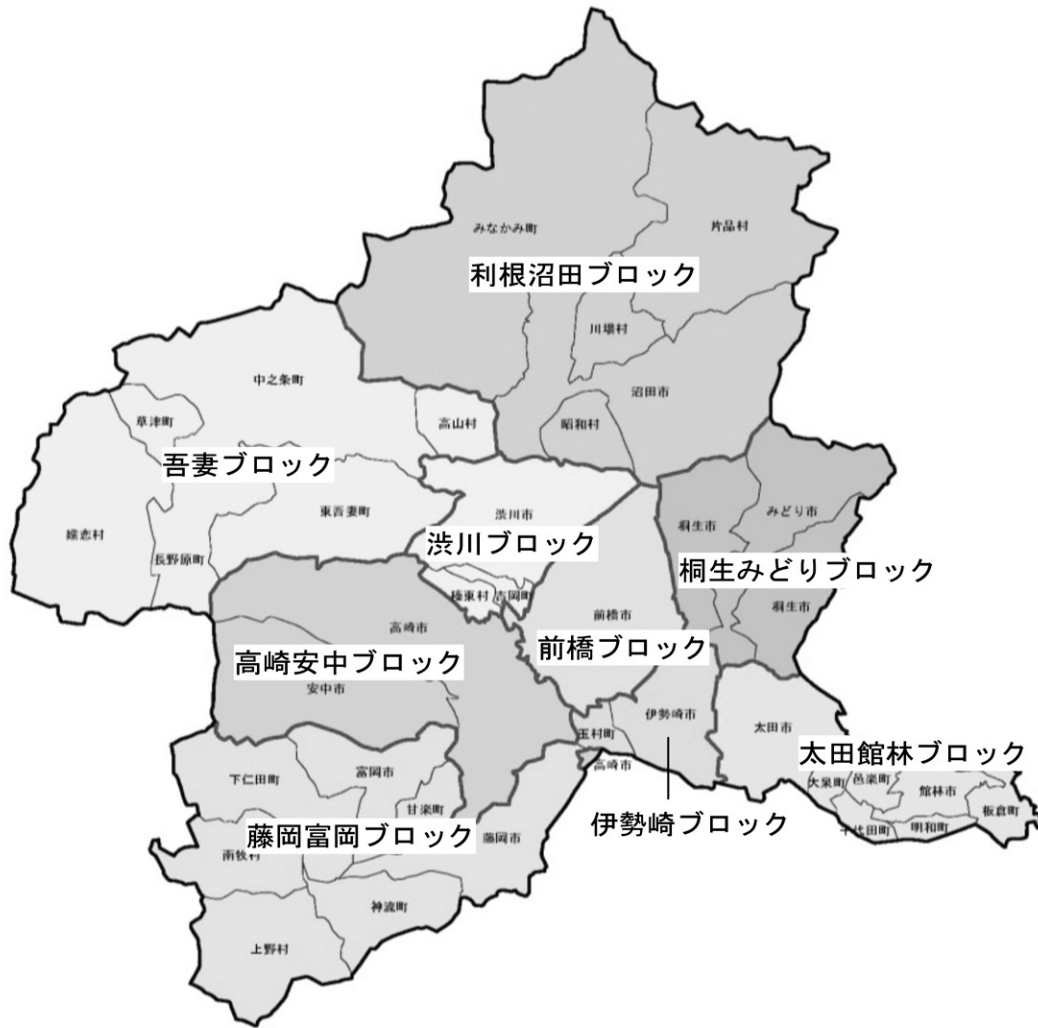 みなかみ町
片品村
利根沼田ブロック
川場村
中之条町
沼田市
草津町
高山村
昭和村
吾妻ブロック
東吾妻町
渋川市
みどり市
桐生市
嬬恋村
渋川ブロック
長野原町
桐生みどりブロック
榛東村
吉岡町
前橋市
桐生市
高崎市
前橋ブロック
高崎安中ブロック
安中市
伊勢崎市
太田市
玉村町
太田館林ブロック
高崎市
下仁田町
富岡市
大泉町
邑楽町
館林市
甘楽町
板倉町
藤岡富岡ブロック
藤岡市
伊勢崎ブロック
千代田町
明和町
南牧村
神流町
上野村